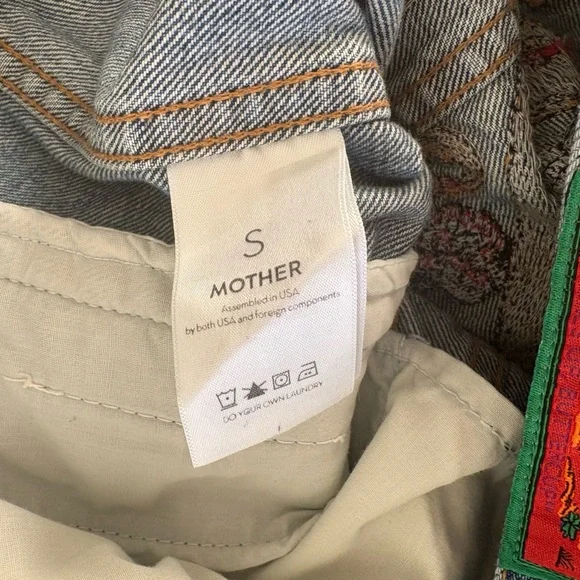 S
MOTHER
Assembled in USA
by both USA and foreign components
DO YOUR OWN LAUNDRY